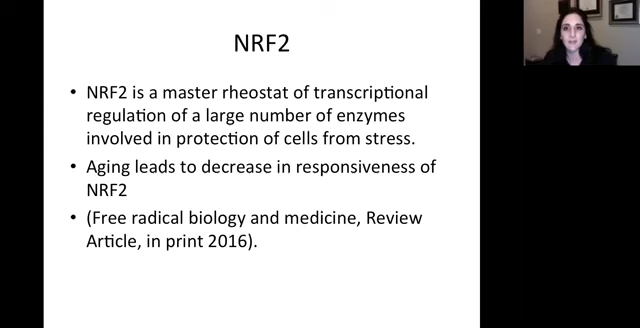 NRF2
• NRF2 is a master rheostat of transcriptional
regulation of a large number of enzymes
involved in protection of cells from stress.
• Aging leads to decrease in responsiveness of
NRF2
• (Free radical biology and medicine, Review
Article, in print 2016).